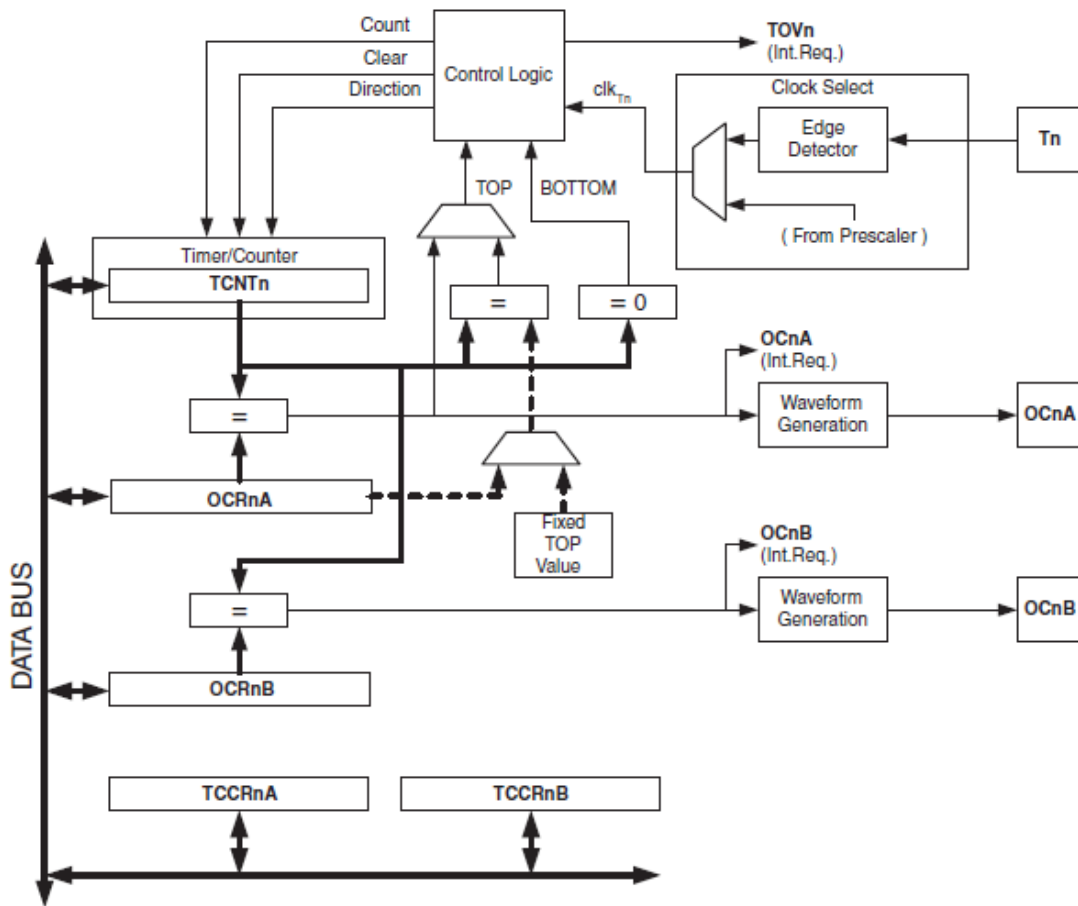 Count
Clear
Direction
Control Logic
TOVn
(Int.Req.)
clkTn
Clock Select
Edge
Detector
Tn
( From Prescaler )
TOP
BOTTOM
Timer/Counter
TCNTn
=
= 0
OCnA
(Int.Req.)
=
Waveform
Generation
OCnA
OCRnA
Fixed
TOP
Value
OCnB
(Int.Req.)
=
Waveform
Generation
OCnB
OCRnB
DATA BUS
TCCRnA
TCCRnB